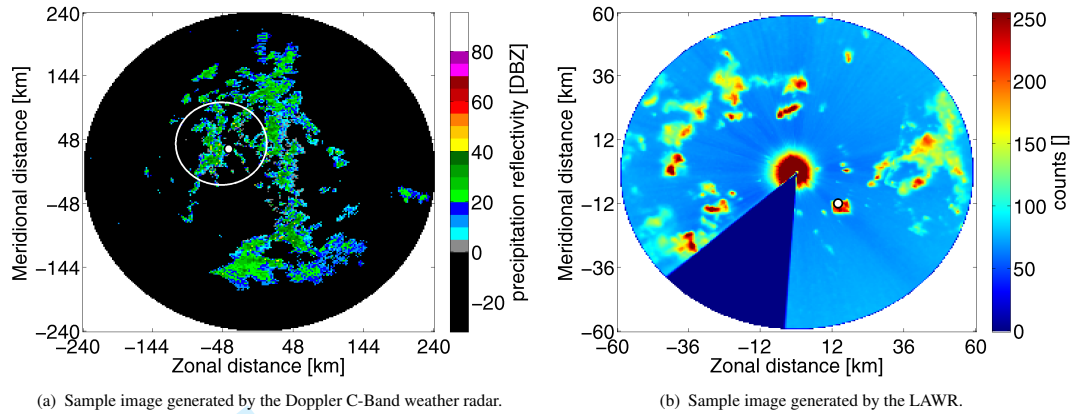 240
144
48
−48
−144
−240
Meridional distance [km]
−240 −144 −48 48 144 240
Zonal distance [km]
80
60
40
20
0
−20
precipitation reflectivity [DBZ]
(a) Sample image generated by the Doppler C-Band weather radar.
60
36
12
−12
−36
−60
Meridional distance [km]
−60 −36 −12 12 36 60
Zonal distance [km]
250
200
150
100
50
0
counts []
(b) Sample image generated by the LAWR.